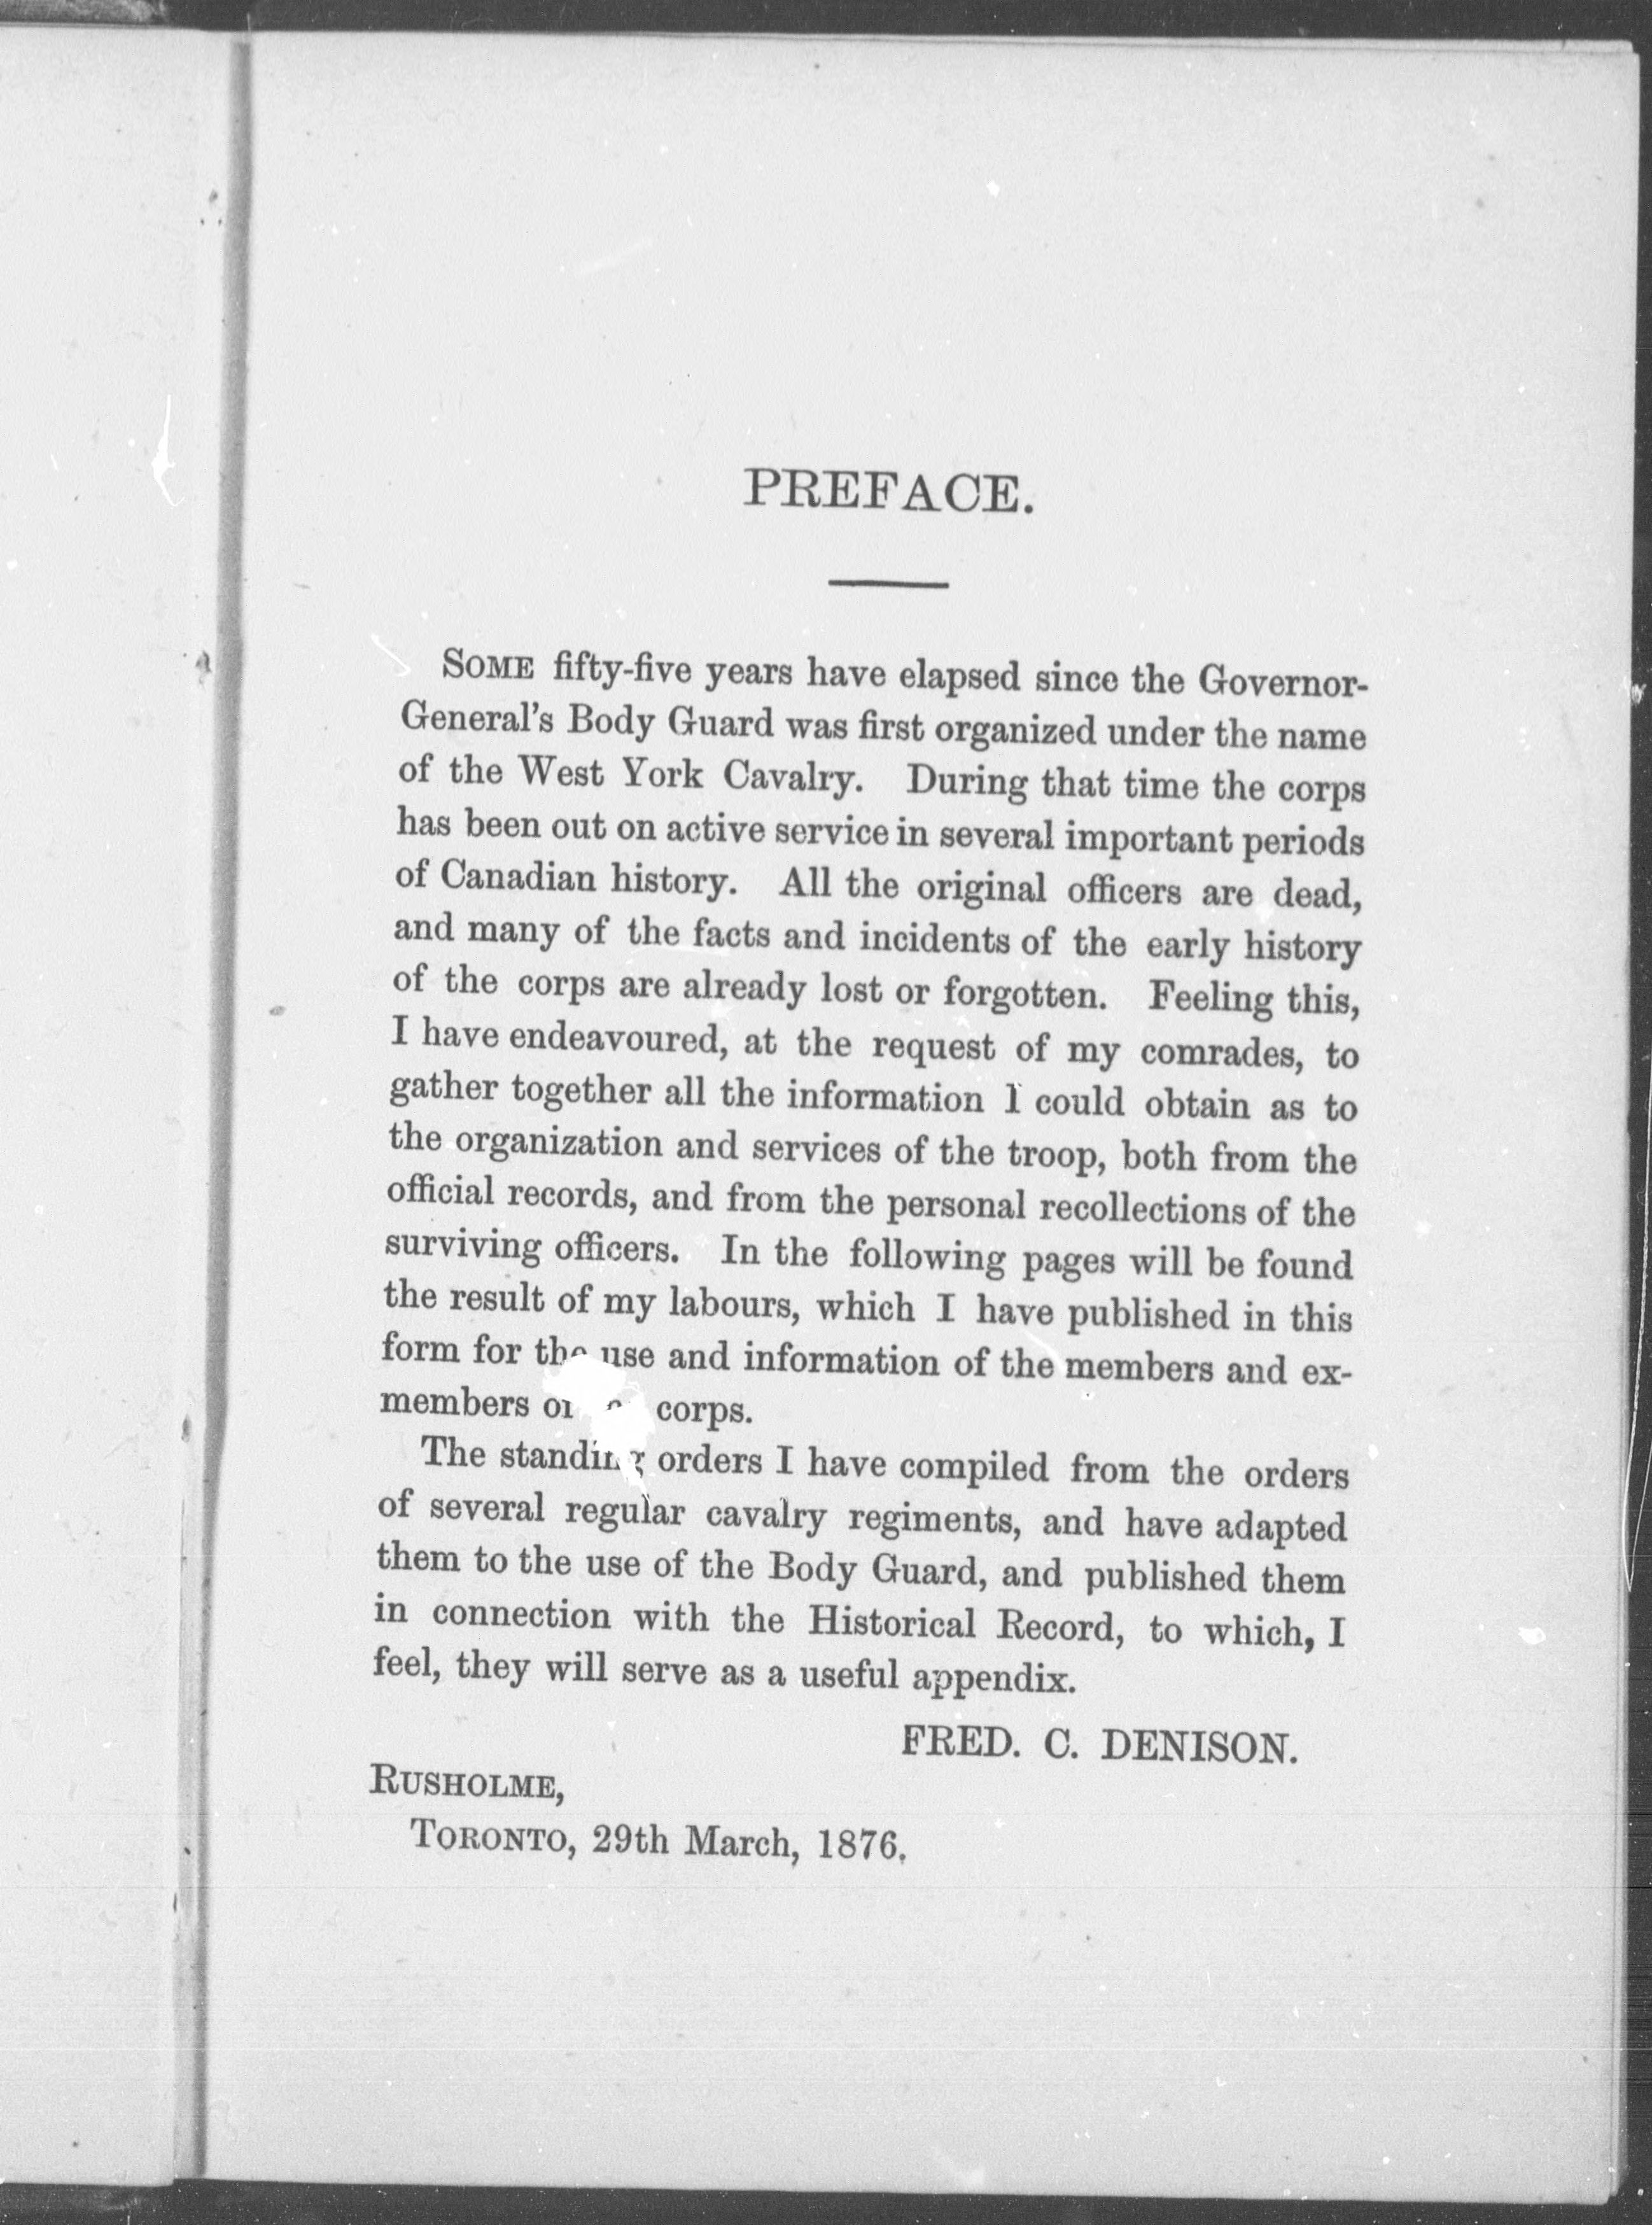 PREFACE.
SOME fifty-five years have elapsed since the Governor-
General's Body Guard was first organized under the name
of the West York Cavalry. During that time the corps
has been out on active service in several important periods
of Canadian history. All the original officers are dead,
and many of the facts and incidents of the early history
of the corps are already lost or forgotten. Feeling this,
I have endeavoured, at the request of my comrades, to
gather together all the information I could obtain as to
the organization and services of the troop, both from the
official records, and from the personal recollections of the
surviving officers. In the following pages will be found
the result of my labours, which I have published in this
form for the use and information of the members and ex-
members corps.
The standing orders I have compiled from the orders
of several regular cavalry regiments, and have adapted
them to the use of the Body Guard, and published them
in connection with the Historical Record, to which, I
feel, they will serve as a useful appendix.
FRED. C. DENISON.
RUSHOLME,
TORONTO, 29th March, 1876.